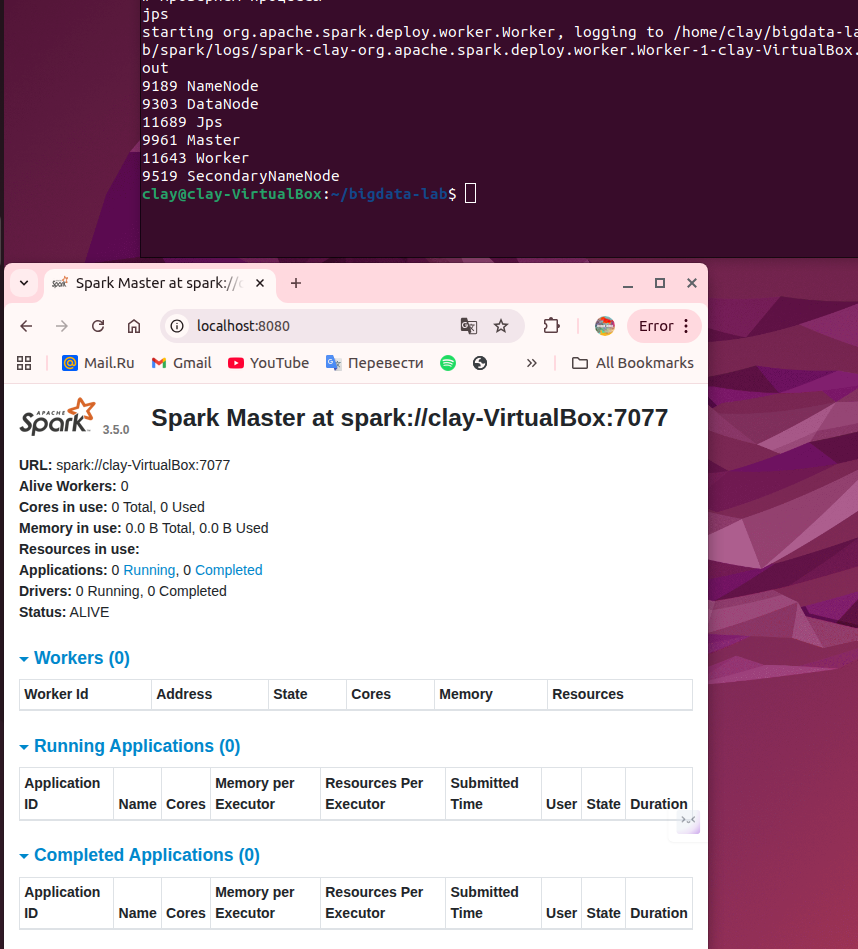 jps
starting org.apache.spark.deploy.worker.Worker, logging to /home/clay/bigdata-la
b/spark/logs/spark-clay-org.apache.spark.deploy.worker.Worker-1-clay-VirtualBox.
out
9189 NameNode
9303 DataNode
11689 Jps
9961 Master
11643 Worker
9519 SecondaryNameNode
clay@clay-VirtualBox:~/bigdata-lab$
Spark Master at spark://c
localhost:8080
Error
Mail.Ru Gmail YouTube Перевести » All Bookmarks
APACHE Spark 3.5.0 Spark Master at spark://clay-VirtualBox:7077
URL: spark://clay-VirtualBox:7077
Alive Workers: 0
Cores in use: 0 Total, 0 Used
Memory in use: 0.0 B Total, 0.0 B Used
Resources in use:
Applications: 0 Running, 0 Completed
Drivers: 0 Running, 0 Completed
Status: ALIVE
Workers (0)
Worker Id Address State Cores Memory Resources
Running Applications (0)
Application ID Name Cores Memory per Executor Resources Per Executor Submitted Time User State Duration
Completed Applications (0)
Application ID Name Cores Memory per Executor Resources Per Executor Submitted Time User State Duration